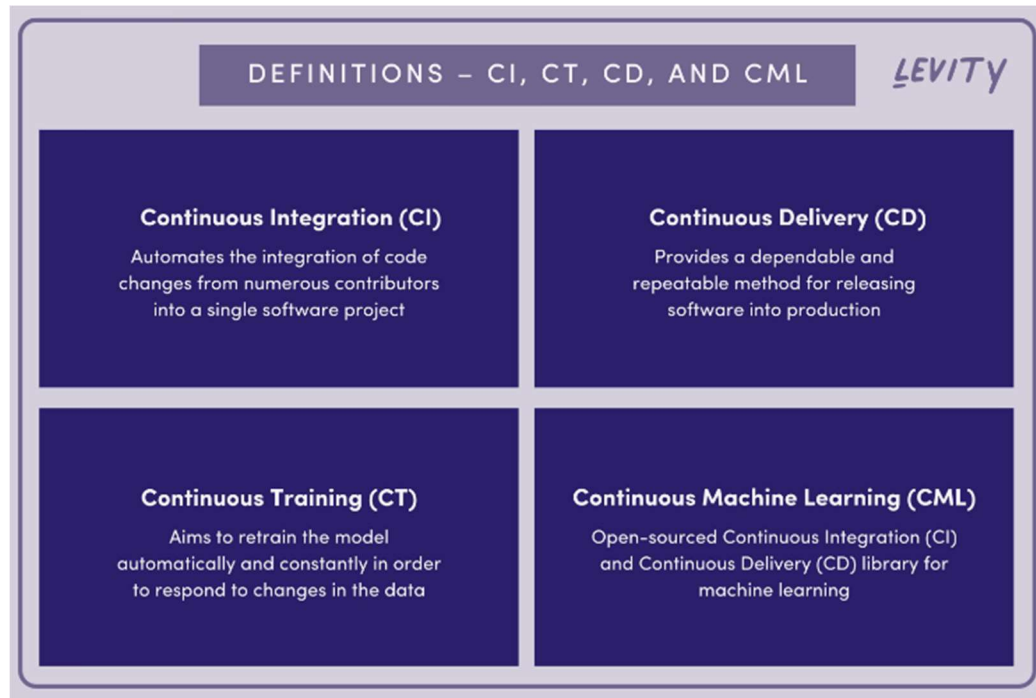 DEFINITIONS – CI, CT, CD, AND CML
LEVITY
Continuous Integration (CI)
Automates the integration of code
changes from numerous contributors
into a single software project
Continuous Delivery (CD)
Provides a dependable and
repeatable method for releasing
software into production
Continuous Training (CT)
Aims to retrain the model
automatically and constantly in order
to respond to changes in the data
Continuous Machine Learning (CML)
Open-sourced Continuous Integration (CI)
and Continuous Delivery (CD) library for
machine learning